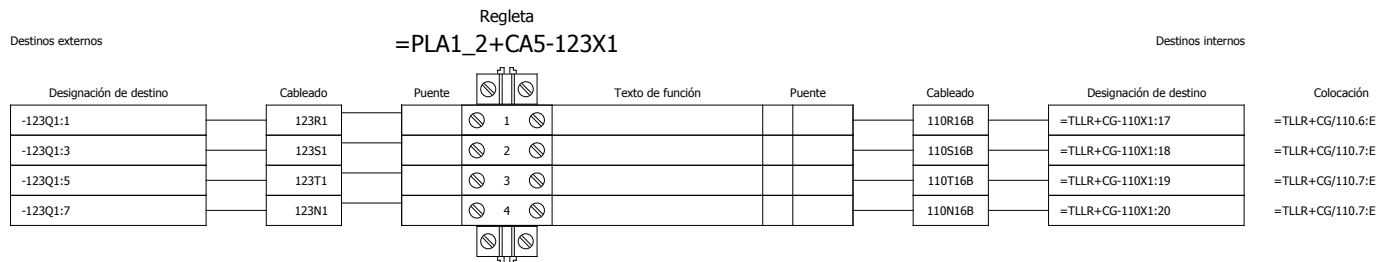 Regleta
Destinos externos =PLA1_2+CA5-123X1 Destinos internos
Designación de destino Cableado Puente Texto de función Puente Cableado Designación de destino Colocación
-123Q1:1 123R1 1 110R16B =TLLR+CG-110X1:17 =TLLR+CG/110.6:E
-123Q1:3 123S1 2 110S16B =TLLR+CG-110X1:18 =TLLR+CG/110.7:E
-123Q1:5 123T1 3 110T16B =TLLR+CG-110X1:19 =TLLR+CG/110.7:E
-123Q1:7 123N1 4 110N16B =TLLR+CG-110X1:20 =TLLR+CG/110.7:E